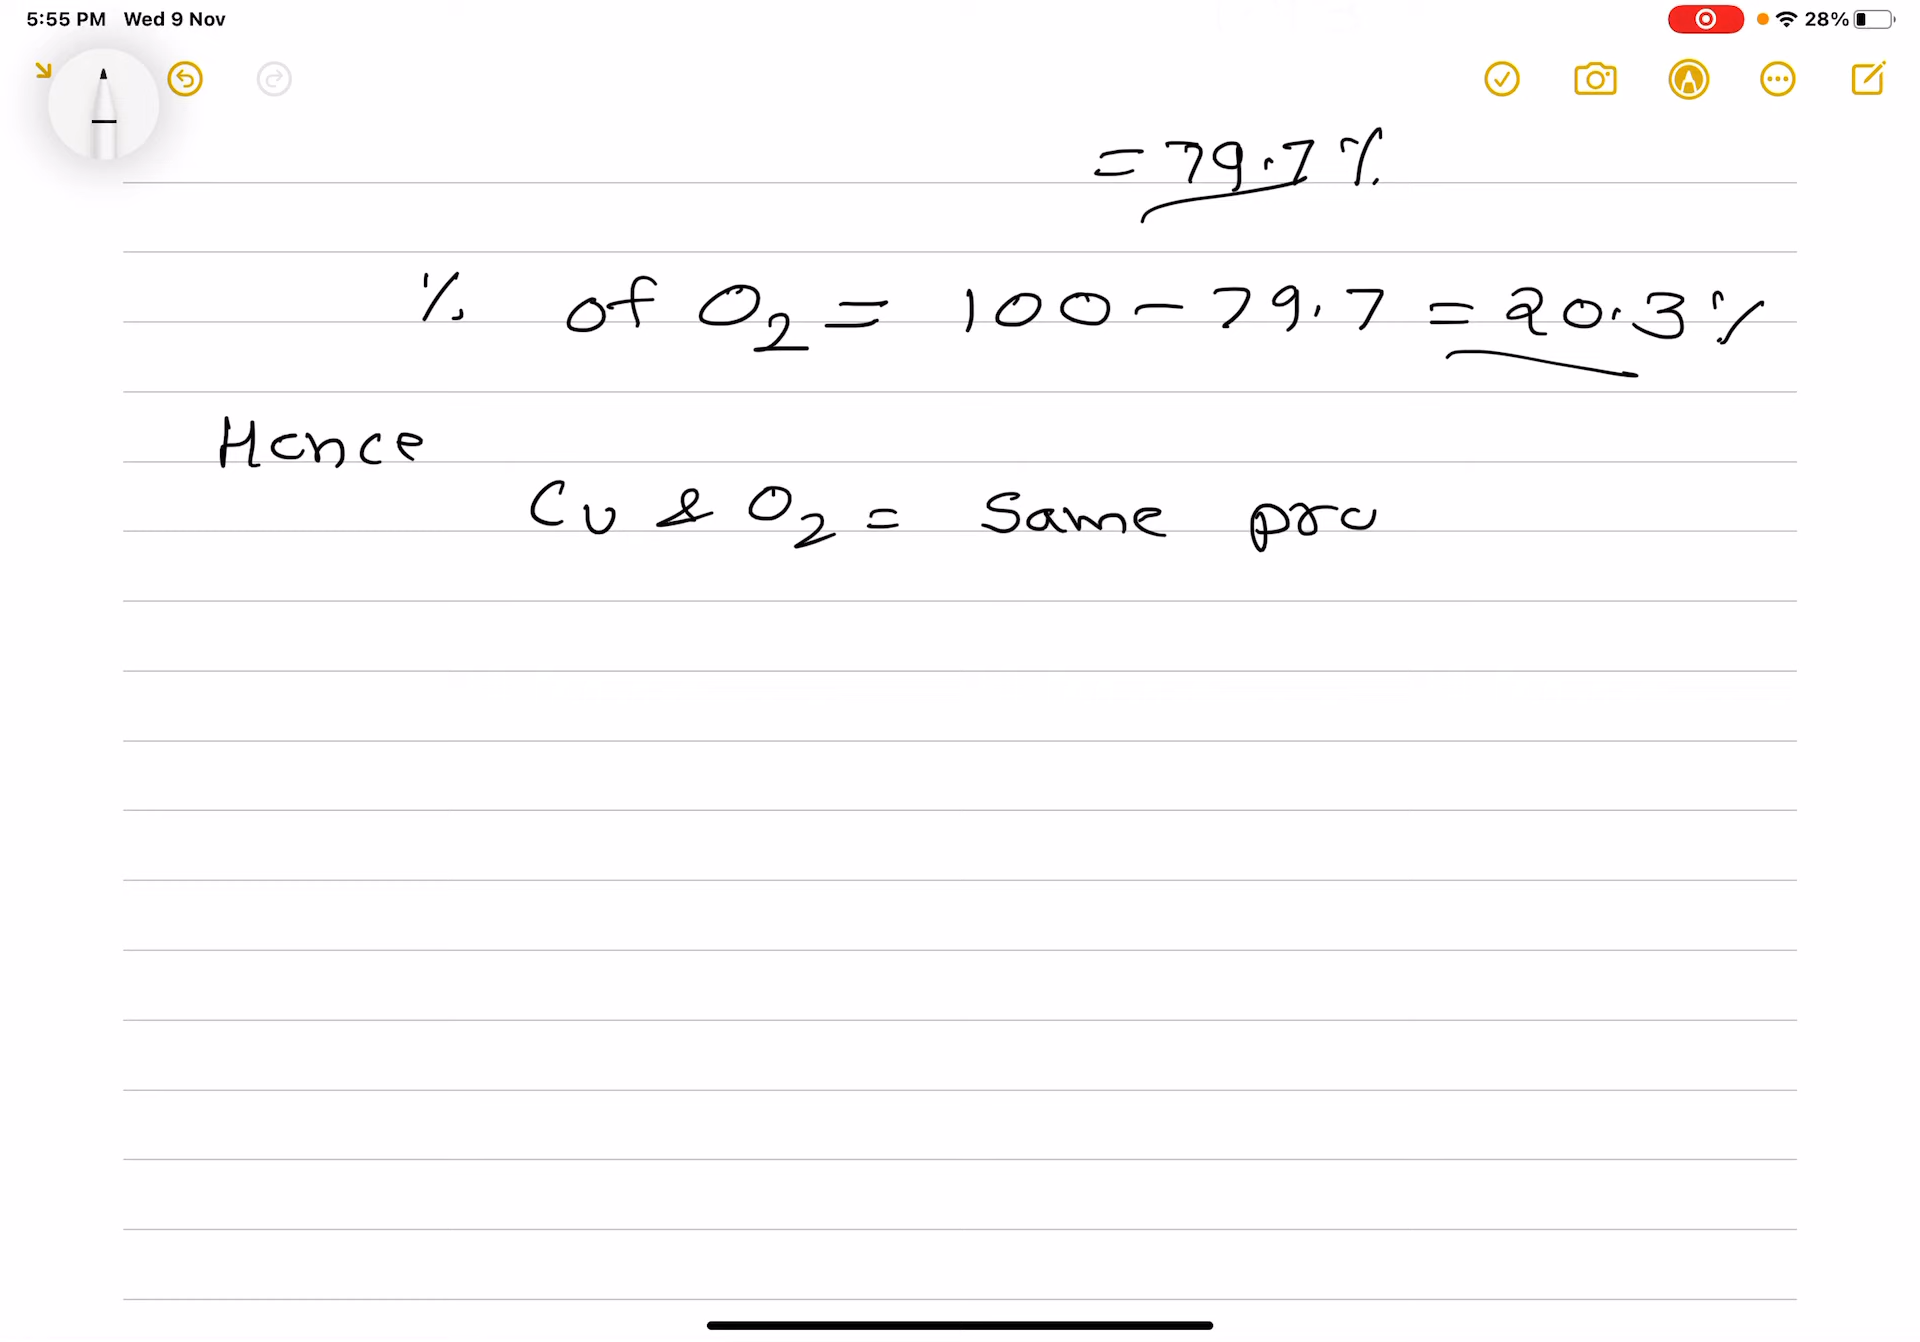 5:55 PM Wed 9 Nov 28%
= 79.7%
% of O₂ = 100 - 79.7 = 20.3%
Hence
Cu & O₂ = Same pro